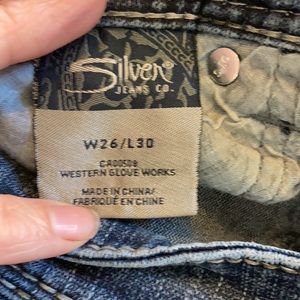 Silver
JEANS CO.
W26/L30
CA00508
WESTERN GLOVE WORKS
MADE IN CHINA/
FABRIQUÉ EN CHINE